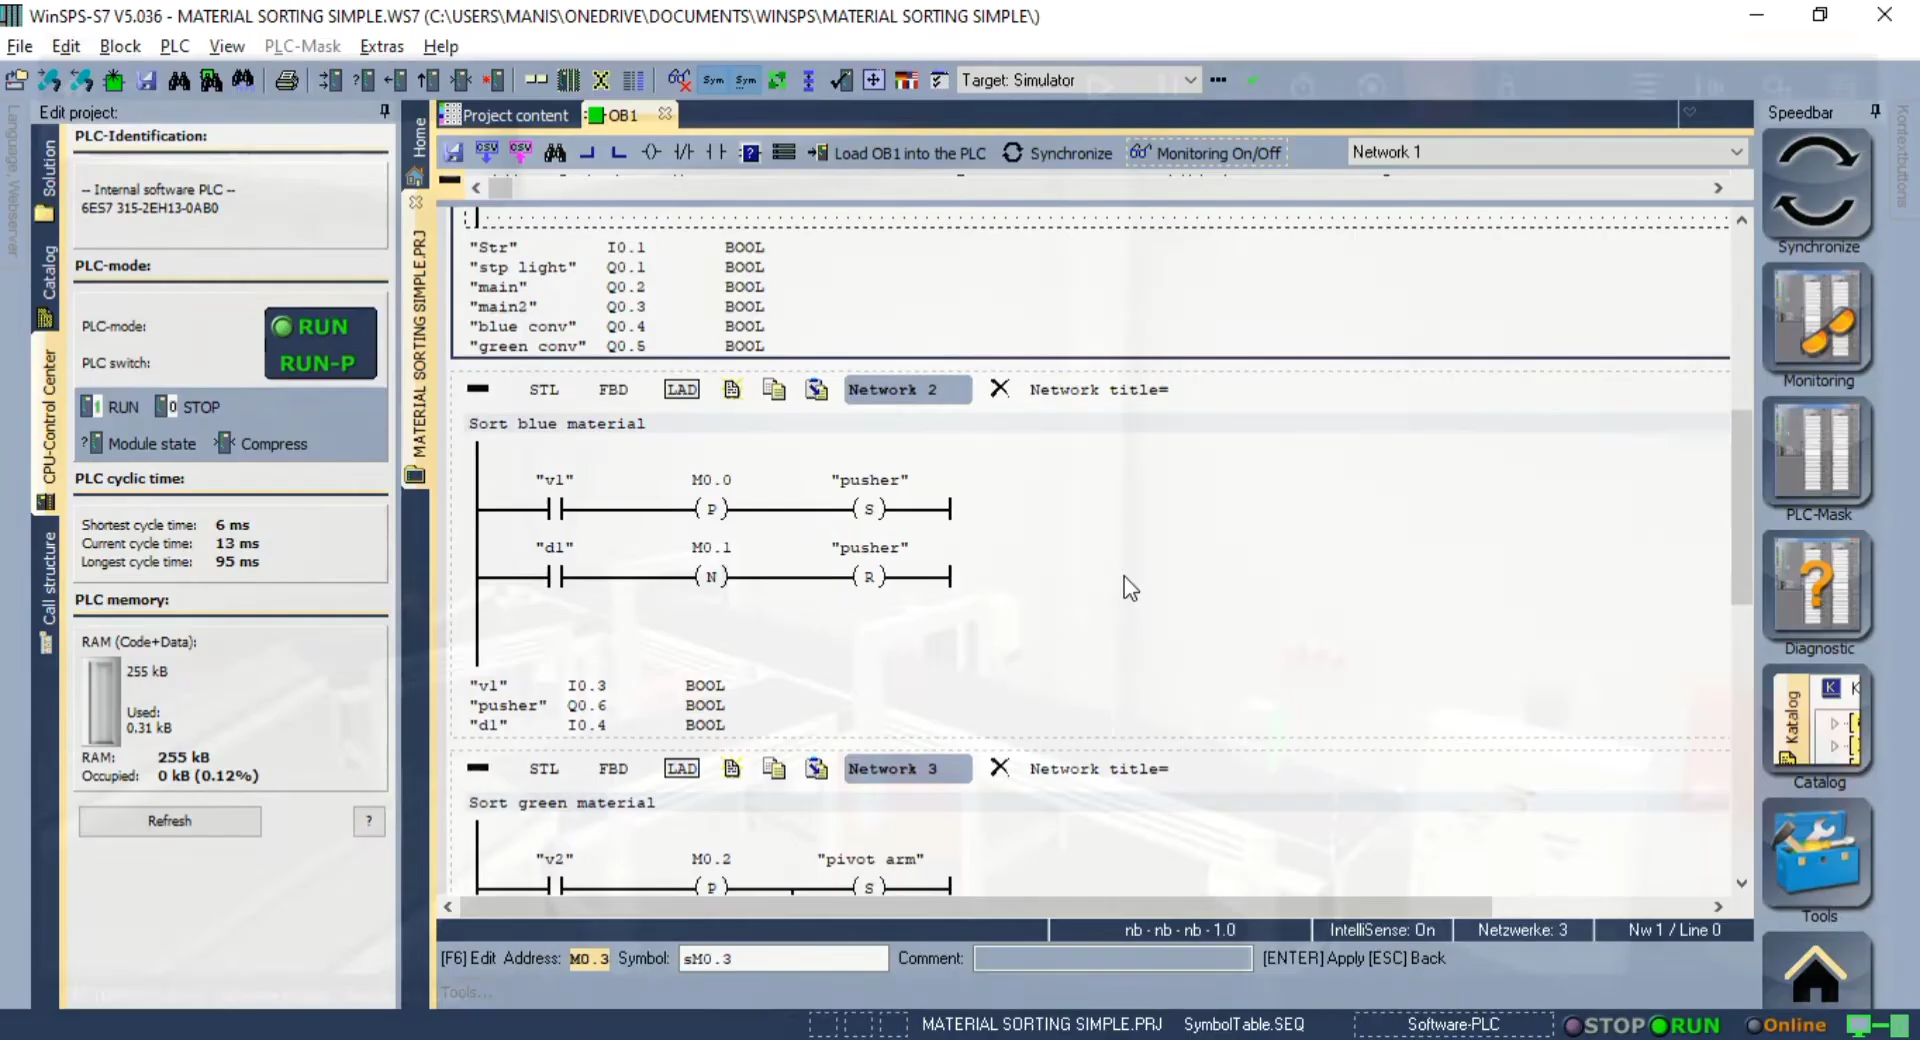 WinSPS-S7 V5.036 - MATERIAL SORTING SIMPLE.WS7 (C:\USERS\MANIS\ONEDRIVE\DOCUMENTS\WINSPS\MATERIAL SORTING SIMPLE\)
File Edit Block PLC View PLC-Mask Extras Help
Sym Sym Target: Simulator
Language, Webserver
Edit project:
Solution
Catalog
CPU-Control Center
Call structure
PLC-Identification:
-- Internal software PLC --
6ES7 315-2EH13-0AB0
PLC-mode:
PLC-mode: RUN
PLC switch: RUN-P
RUN STOP
Module state Compress
PLC cyclic time:
Shortest cycle time: 6 ms
Current cycle time: 13 ms
Longest cycle time: 95 ms
PLC memory:
RAM (Code+Data):
255 kB
Used:
0.31 kB
RAM: 255 kB
Occupied: 0 kB (0.12%)
Refresh ?
Home
MATERIAL SORTING SIMPLE.PRJ
Project content OB1
CSV CSV Load OB1 into the PLC Synchronize Monitoring On/Off Network 1
"Str" I0.1 BOOL
"stp light" Q0.1 BOOL
"main" Q0.2 BOOL
"main2" Q0.3 BOOL
"blue conv" Q0.4 BOOL
"green conv" Q0.5 BOOL
STL FBD LAD Network 2 Network title=
Sort blue material
"v1" M0.0 "pusher"
P S
"d1" M0.1 "pusher"
N R
"v1" I0.3 BOOL
"pusher" Q0.6 BOOL
"d1" I0.4 BOOL
STL FBD LAD Network 3 Network title=
Sort green material
"v2" M0.2 "pivot arm"
P S
nb - nb - nb - 1.0 IntelliSense: On Netzwerke: 3 Nw 1 / Line 0
[F6] Edit Address: M0.3 Symbol: sM0.3 Comment: [ENTER] Apply [ESC] Back
Tools...
MATERIAL SORTING SIMPLE.PRJ SymbolTable.SEQ Software-PLC STOP RUN Online
Speedbar
Synchronize
Monitoring
PLC-Mask
?
Diagnostic
Katalog
K K
Catalog
Tools
Kontextbuttons